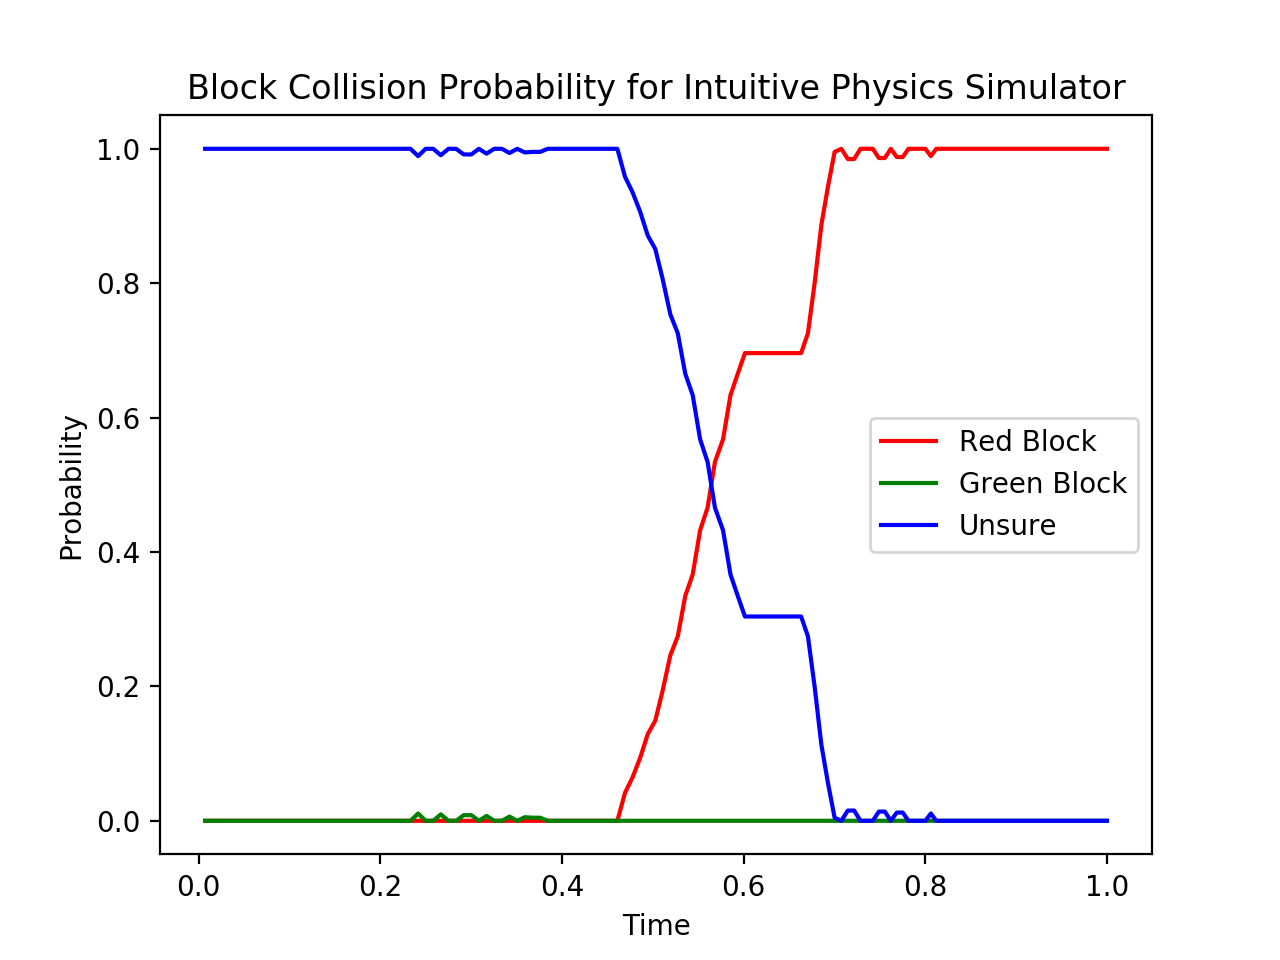 Block Collision Probability for Intuitive Physics Simulator
1.0
0.8
0.6
0.4
0.2
0.0
Probability
Red Block
Green Block
Unsure
0.0 0.2 0.4 0.6 0.8 1.0
Time